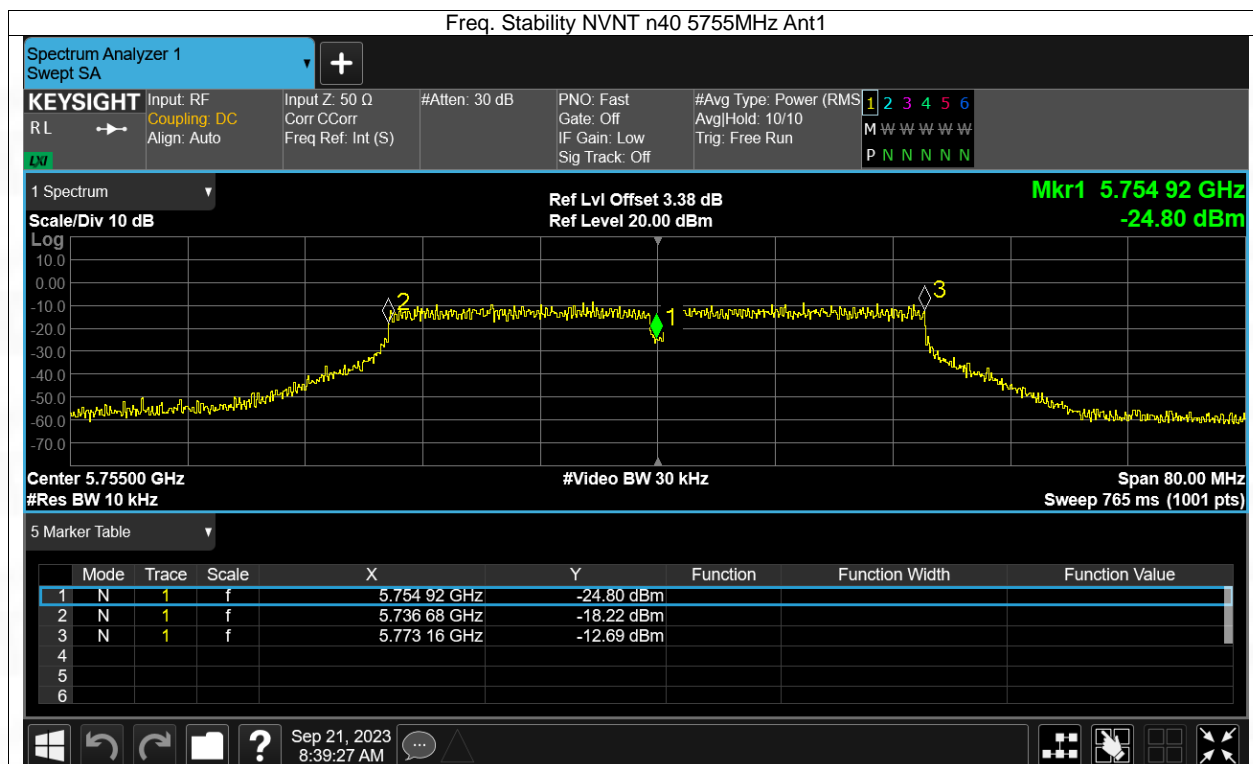 Freq. Stability NVNT n40 5755MHz Ant1
Spectrum Analyzer 1
Swept SA
KEYSIGHT
RL
LXI
Input: RF
Coupling: DC
Align: Auto
Input Z: 50 Ω
Corr CCorr
Freq Ref: Int (S)
#Atten: 30 dB
PNO: Fast
Gate: Off
IF Gain: Low
Sig Track: Off
#Avg Type: Power (RMS
Avg|Hold: 10/10
Trig: Free Run
1 2 3 4 5 6
M W W W W W
P N N N N N
1 Spectrum
Scale/Div 10 dB
Ref Lvl Offset 3.38 dB
Ref Level 20.00 dBm
Mkr1 5.754 92 GHz
-24.80 dBm
Log
10.0
0.00
-10.0
-20.0
-30.0
-40.0
-50.0
-60.0
-70.0
2
1
3
Center 5.75500 GHz
#Res BW 10 kHz
#Video BW 30 kHz
Span 80.00 MHz
Sweep 765 ms (1001 pts)
5 Marker Table
Mode Trace Scale X Y Function Function Width Function Value
1 N 1 f 5.754 92 GHz -24.80 dBm
2 N 1 f 5.736 68 GHz -18.22 dBm
3 N 1 f 5.773 16 GHz -12.69 dBm
4
5
6
?
Sep 21, 2023
8:39:27 AM